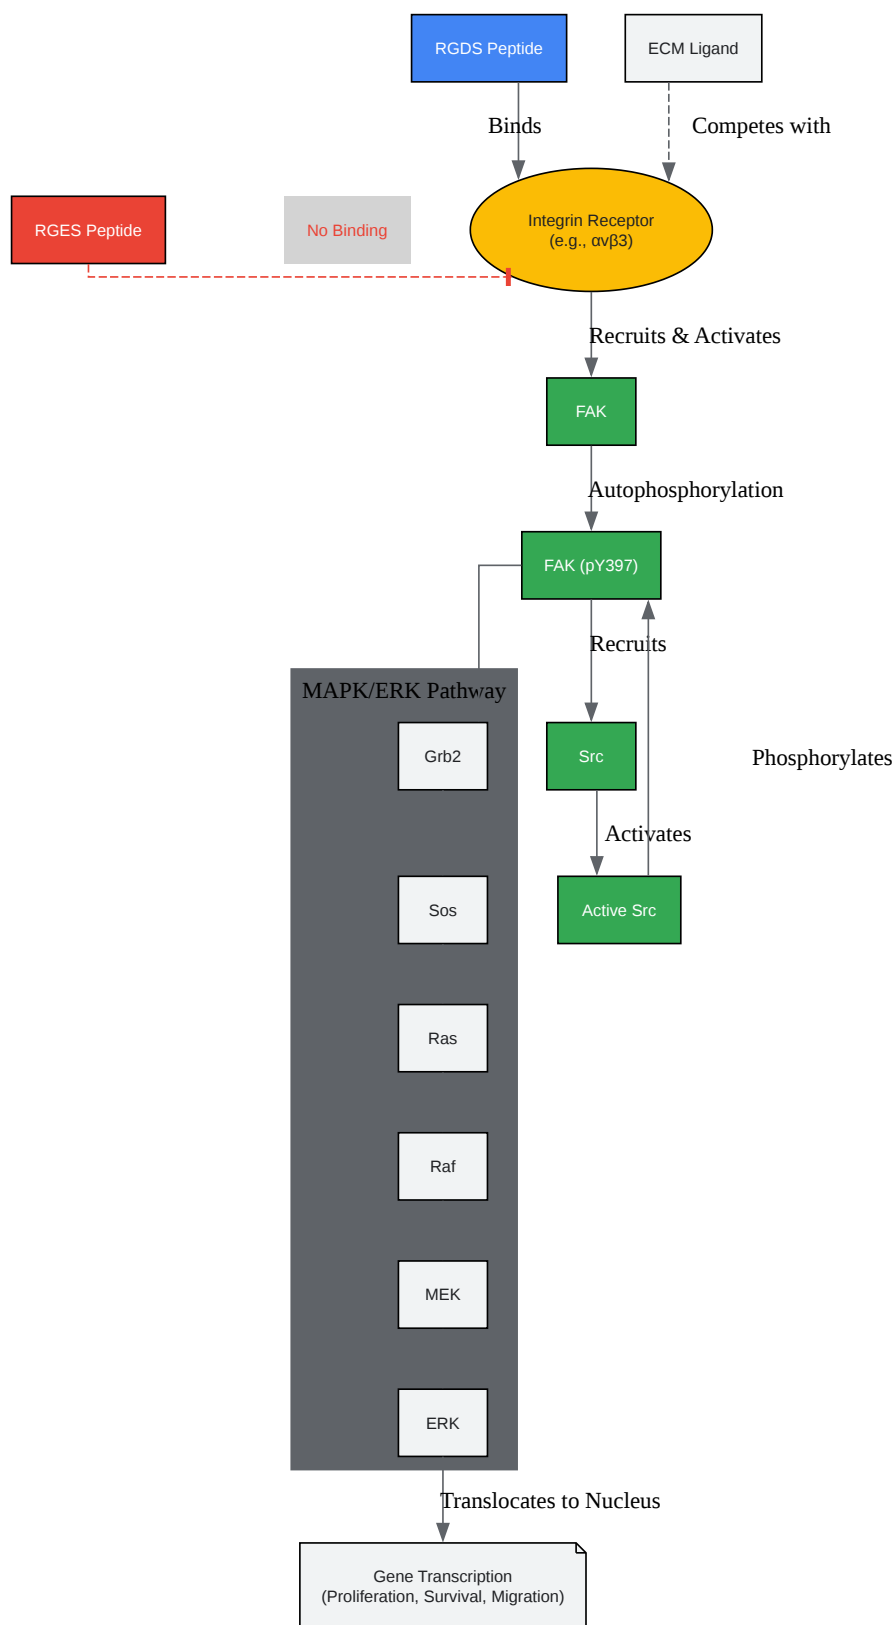 RGDS Peptide
ECM Ligand
Binds
Competes with
RGES Peptide
No Binding
Integrin Receptor
(e.g., αvβ3)
Recruits & Activates
FAK
Autophosphorylation
FAK (pY397)
Recruits
MAPK/ERK Pathway
Grb2
Src
Phosphorylates
Activates
Sos
Active Src
Ras
Raf
MEK
ERK
Translocates to Nucleus
Gene Transcription
(Proliferation, Survival, Migration)